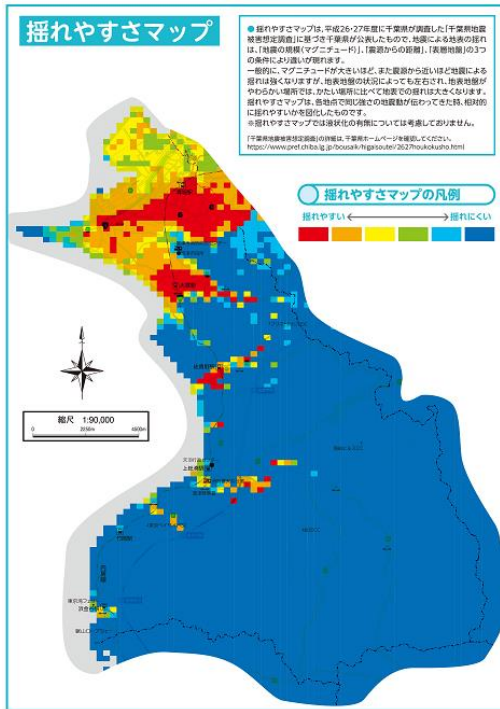 揺れやすさマップ
●揺れやすさマップは、平成26・27年度に千葉県が調査した「千葉県地震
被害想定調査」に基づき千葉県が公表したもので、地震による地表の揺れ
は、「地震の規模(マグニチュード)」、「震源からの距離」、「表層地盤」の3つ
の条件により違いが現れます。
一般的に、マグニチュードが大きいほど、また震源から近いほど地震による
揺れは強くなりますが、地表地盤の状況によっても左右され、地表地盤が
やわらかい場所では、かたい場所に比べて地表での揺れは大きくなります。
揺れやすさマップは、各地点で同じ強さの地震動が伝わってきた時、相対的
に揺れやすいかを図化したものです。
※揺れやすさマップでは液状化の有無については考慮しておりません。
「千葉県地震被害想定調査」の詳細は、千葉県ホームページを確認してください。
https://www.pref.chiba.lg.jp/bousaik/higaisoutei/2627houkokusho.html
揺れやすさマップの凡例
揺れやすい
揺れにくい
縮尺 1:90,000
0 2250m 4500m
上総湊駅
竹岡駅
内房線